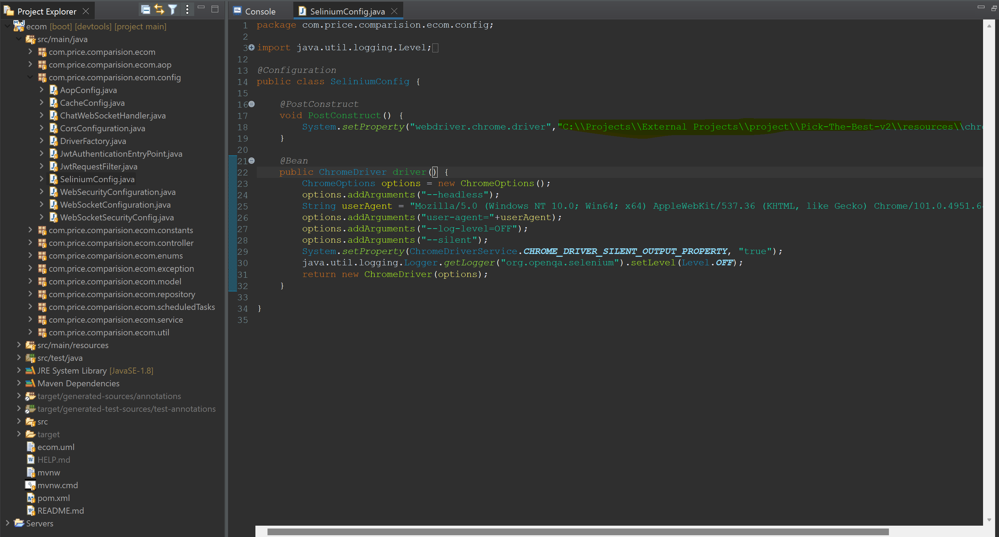 Project Explorer
ecom [boot] [devtools] [project main]
src/main/java
com.price.comparision.ecom
com.price.comparision.ecom.aop
com.price.comparision.ecom.config
AopConfig.java
CacheConfig.java
ChatWebSocketHandler.java
CorsConfiguration.java
DriverFactory.java
JwtAuthenticationEntryPoint.java
JwtRequestFilter.java
SeliniumConfig.java
WebSecurityConfiguration.java
WebSocketConfiguration.java
WebSocketSecurityConfig.java
com.price.comparision.ecom.constants
com.price.comparision.ecom.controller
com.price.comparision.ecom.enums
com.price.comparision.ecom.exception
com.price.comparision.ecom.model
com.price.comparision.ecom.repository
com.price.comparision.ecom.scheduledTasks
com.price.comparision.ecom.service
com.price.comparision.ecom.util
src/main/resources
src/test/java
JRE System Library [JavaSE-1.8]
Maven Dependencies
target/generated-sources/annotations
target/generated-test-sources/test-annotations
src
target
ecom.uml
HELP.md
mvnw
mvnw.cmd
pom.xml
README.md
Servers
Console
SeliniumConfig.java
1 package com.price.comparision.ecom.config;
2
3 import java.util.logging.Level;
12
13 @Configuration
14 public class SeliniumConfig {
15
16 @PostConstruct
17 void PostConstruct() {
18 System.setProperty("webdriver.chrome.driver","C:\\Projects\\External Projects\\project\\Pick-The-Best-v2\\resources\\chr
19 }
20
21 @Bean
22 public ChromeDriver driver() {
23 ChromeOptions options = new ChromeOptions();
24 options.addArguments("--headless");
25 String userAgent = "Mozilla/5.0 (Windows NT 10.0; Win64; x64) AppleWebKit/537.36 (KHTML, like Gecko) Chrome/101.0.4951.6
26 options.addArguments("user-agent="+userAgent);
27 options.addArguments("--log-level=OFF");
28 options.addArguments("--silent");
29 System.setProperty(ChromeDriverService.CHROME_DRIVER_SILENT_OUTPUT_PROPERTY, "true");
30 java.util.logging.Logger.getLogger("org.openqa.selenium").setLevel(Level.OFF);
31 return new ChromeDriver(options);
32 }
33
34 }
35